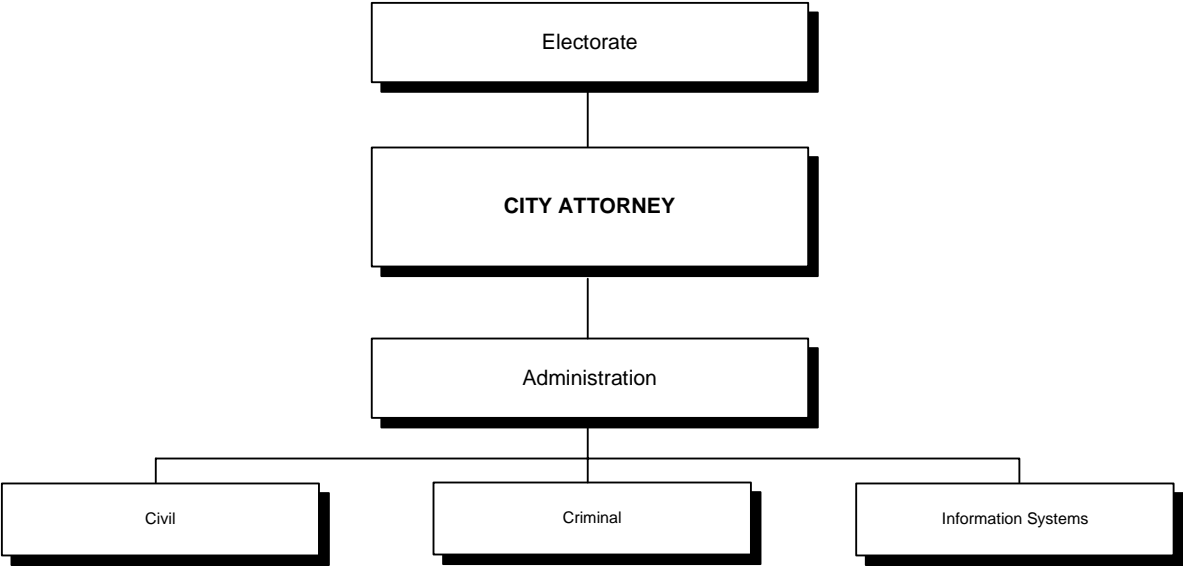 Electorate
CITY ATTORNEY
Administration
Civil
Criminal
Information Systems